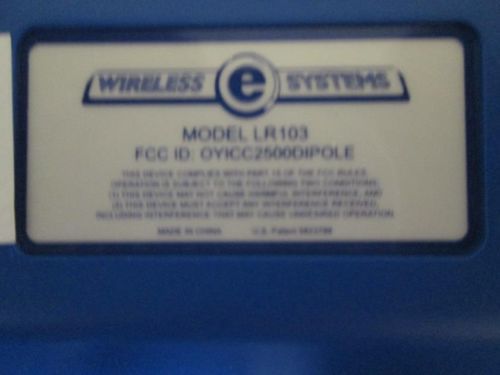 WIRELESS e SYSTEMS
MODEL LR103
FCC ID: OYICC2500DIPOLE
THIS DEVICE COMPLIES WITH PART 15 OF THE FCC RULES.
OPERATION IS SUBJECT TO THE FOLLOWING TWO CONDITIONS;
(1) THIS DEVICE MAY NOT CAUSE HARMFUL INTERFERENCE, AND
(2) THIS DEVICE MUST ACCEPT ANY INTERFERENCE RECEIVED,
INCLUDING INTERFERENCE THAT MAY CAUSE UNDESIRED OPERATION
MADE IN CHINA U.S. Patent